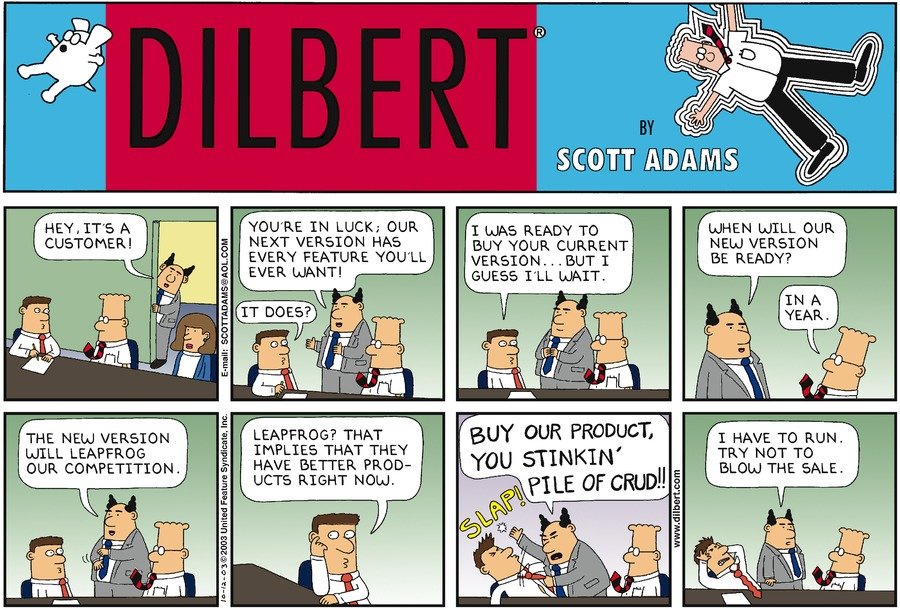 DILBERT®
BY
SCOTT ADAMS
HEY, IT'S A
CUSTOMER!
E-mail: SCOTTADAMS@AOL.COM
YOU'RE IN LUCK; OUR
NEXT VERSION HAS
EVERY FEATURE YOU'LL
EVER WANT!
IT DOES?
I WAS READY TO
BUY YOUR CURRENT
VERSION... BUT I
GUESS I'LL WAIT.
WHEN WILL OUR
NEW VERSION
BE READY?
IN A
YEAR.
THE NEW VERSION
WILL LEAPFROG
OUR COMPETITION.
10-12-03 © 2003 United Feature Syndicate, Inc.
LEAPFROG? THAT
IMPLIES THAT THEY
HAVE BETTER PROD-
UCTS RIGHT NOW.
BUY OUR PRODUCT,
YOU STINKIN'
PILE OF CRUD!!
SLAP!
www.dilbert.com
I HAVE TO RUN.
TRY NOT TO
BLOW THE SALE.